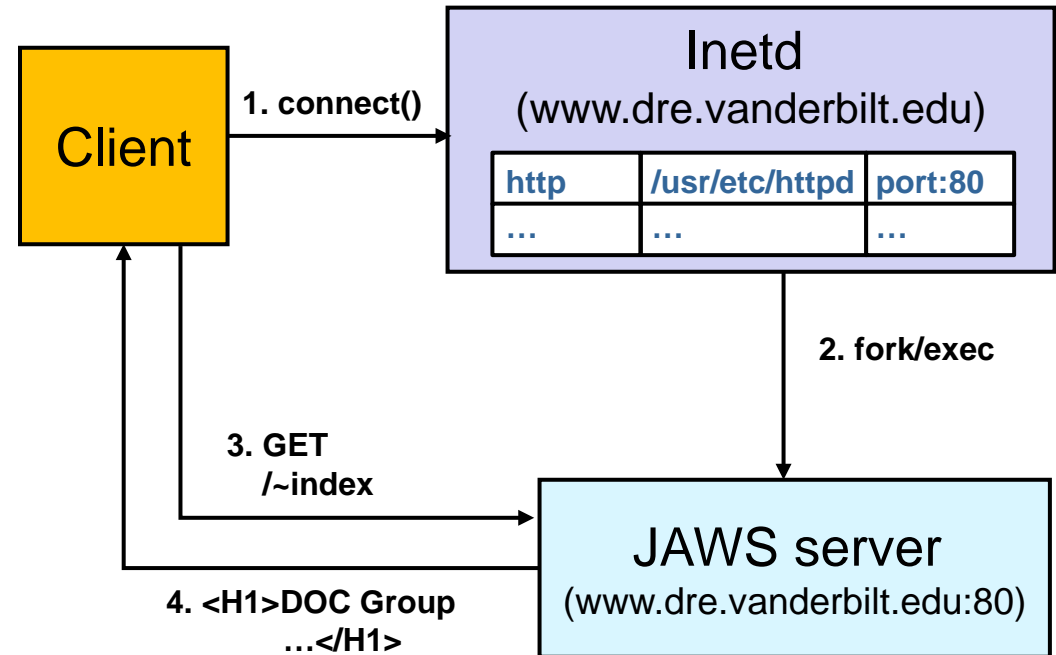 Client
1. connect()
Inetd
(www.dre.vanderbilt.edu)
http /usr/etc/httpd port:80
… … …
2. fork/exec
3. GET
/~index
JAWS server
(www.dre.vanderbilt.edu:80)
4. <H1>DOC Group
…</H1>